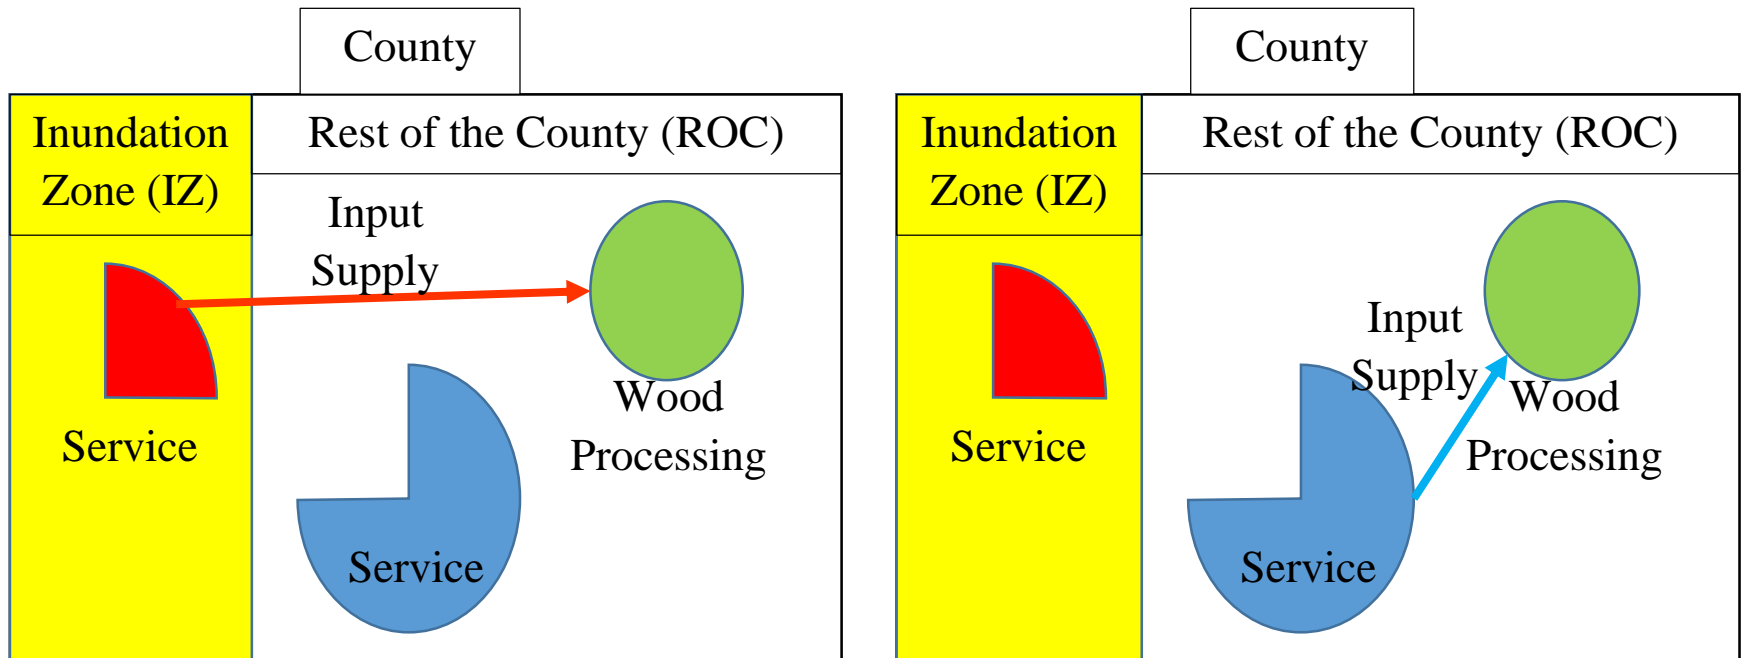 County
Inundation
Zone (IZ)
Rest of the County (ROC)
Input
Supply
Wood
Processing
Service
Service
County
Inundation
Zone (IZ)
Rest of the County (ROC)
Input
Supply
Wood
Processing
Service
Service